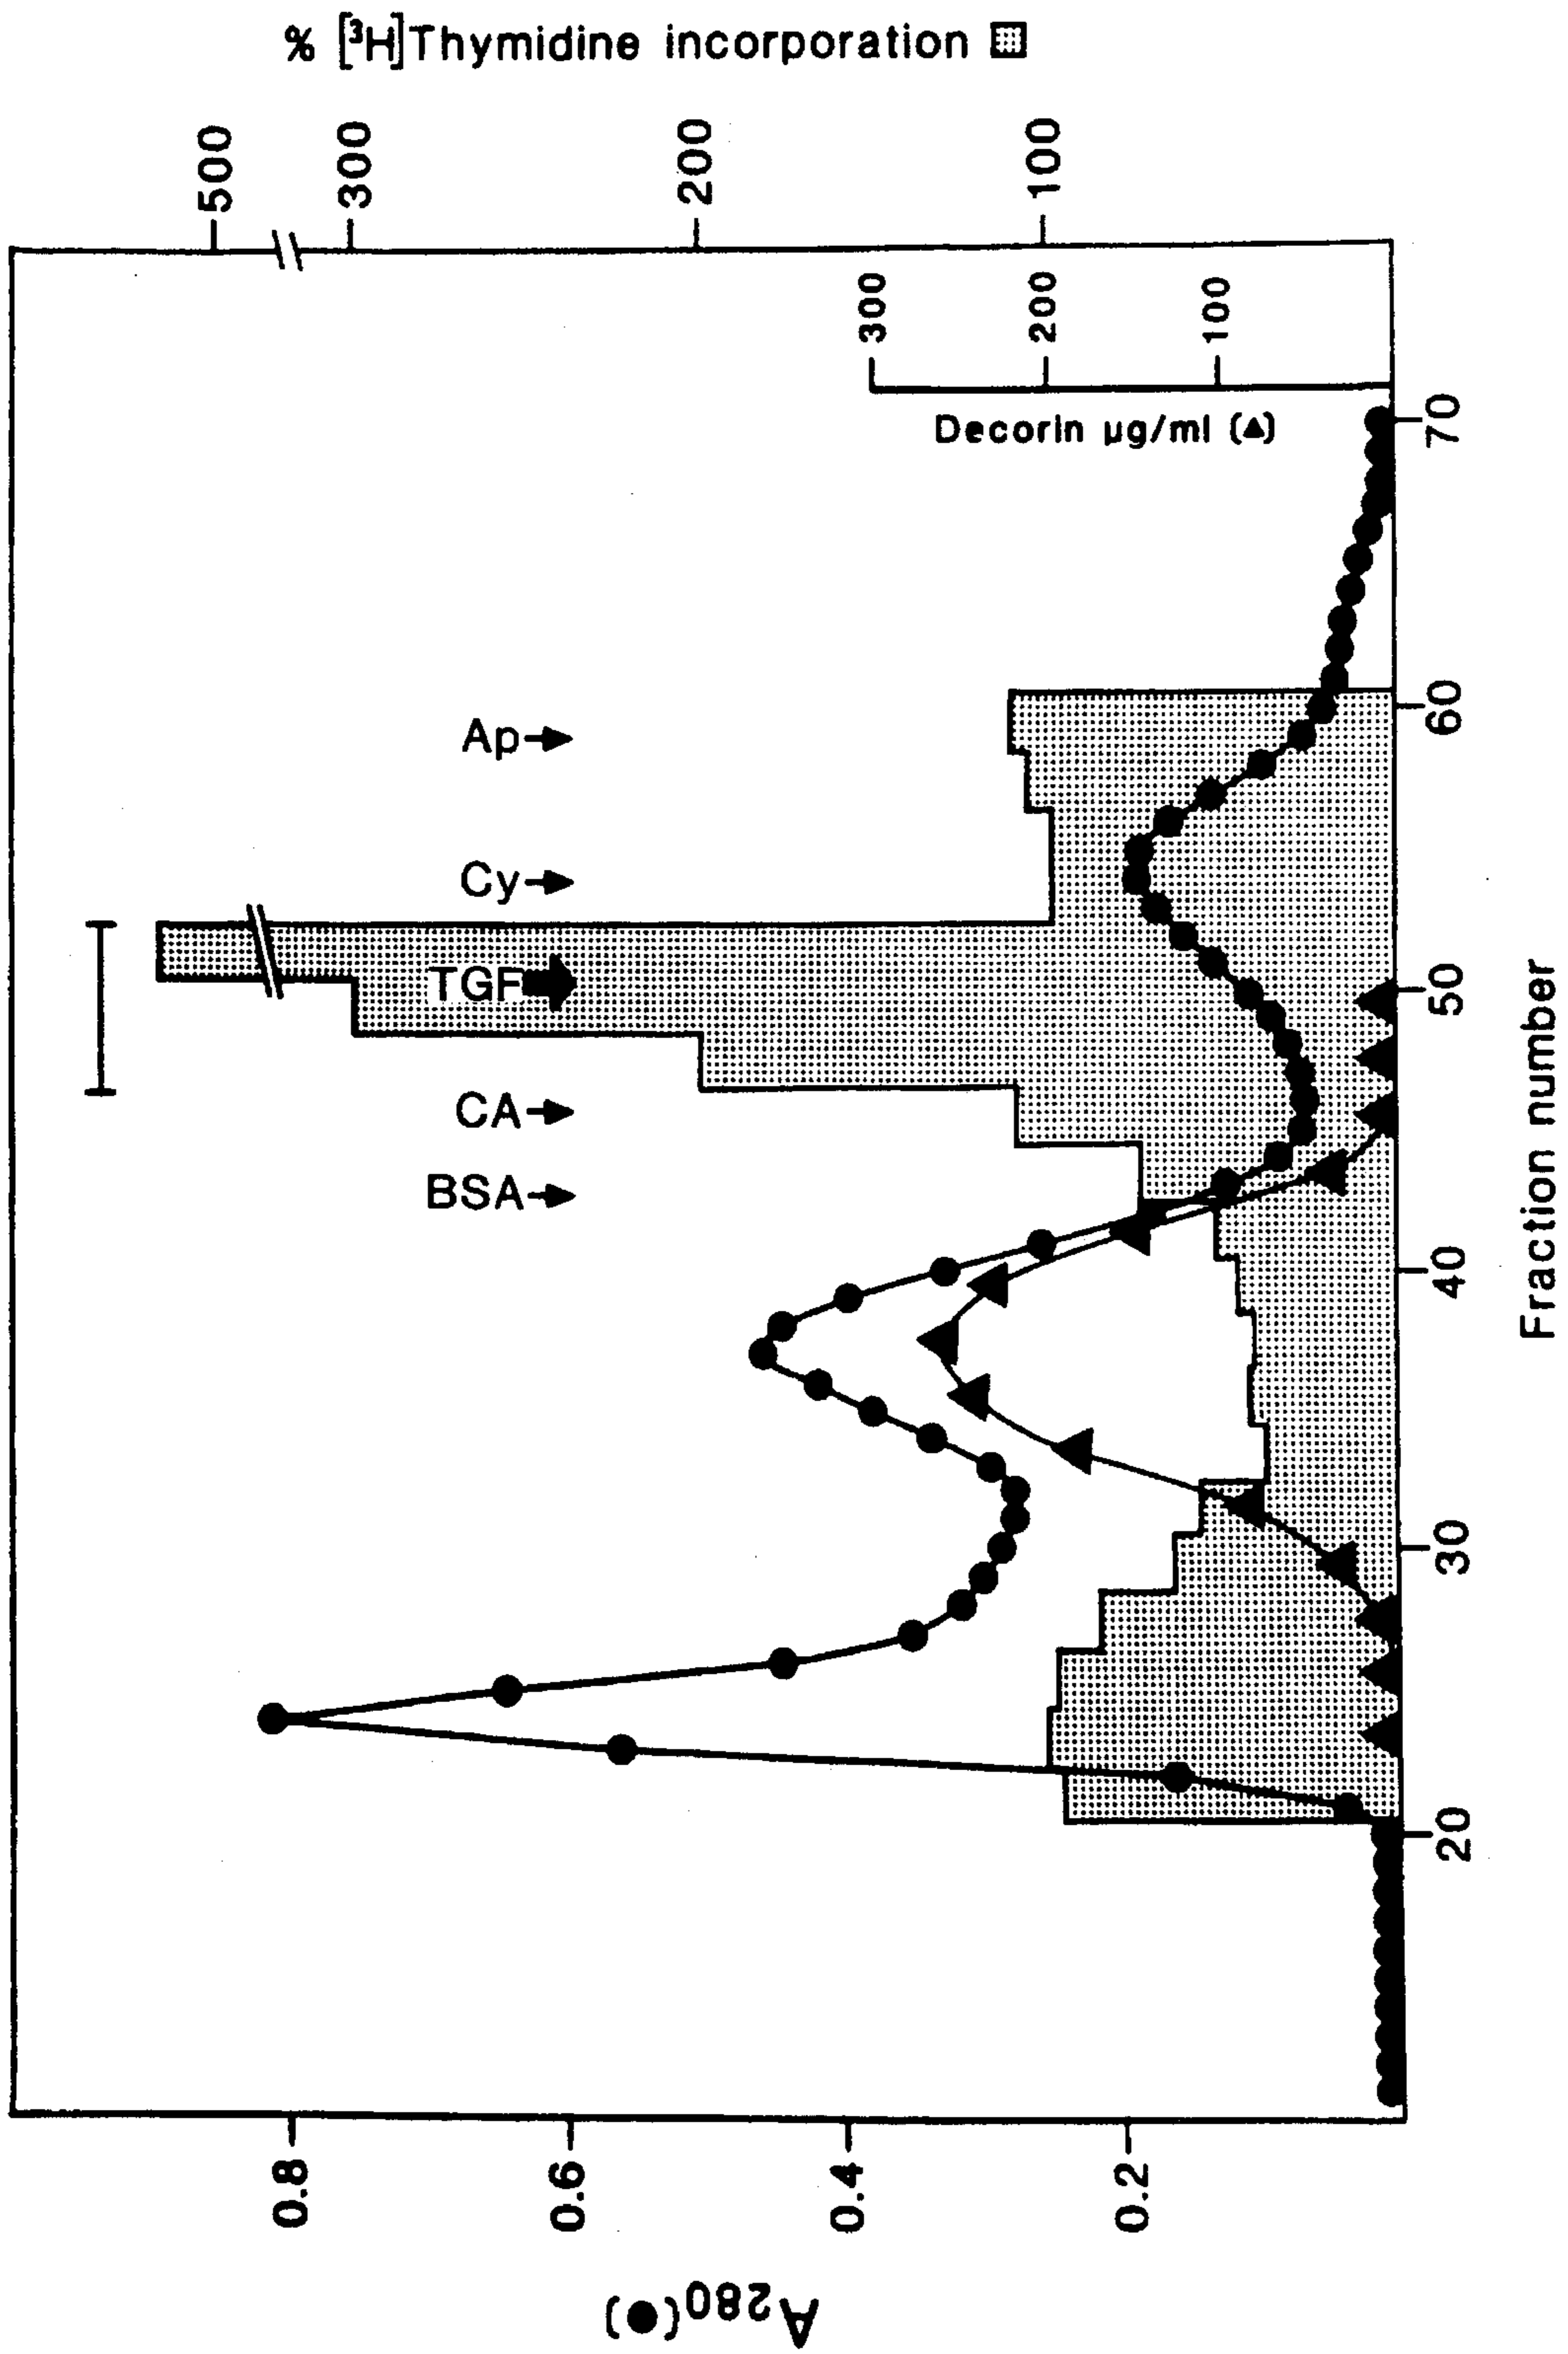 % [³H]Thymidine incorporation
500
300
200
100
300
200
100
Decorin µg/ml (▲)
Ap
Cy
TGF
CA
BSA
0.8
0.6
0.4
0.2
A₂₈₀(●)
20
30
40
50
60
70
Fraction number